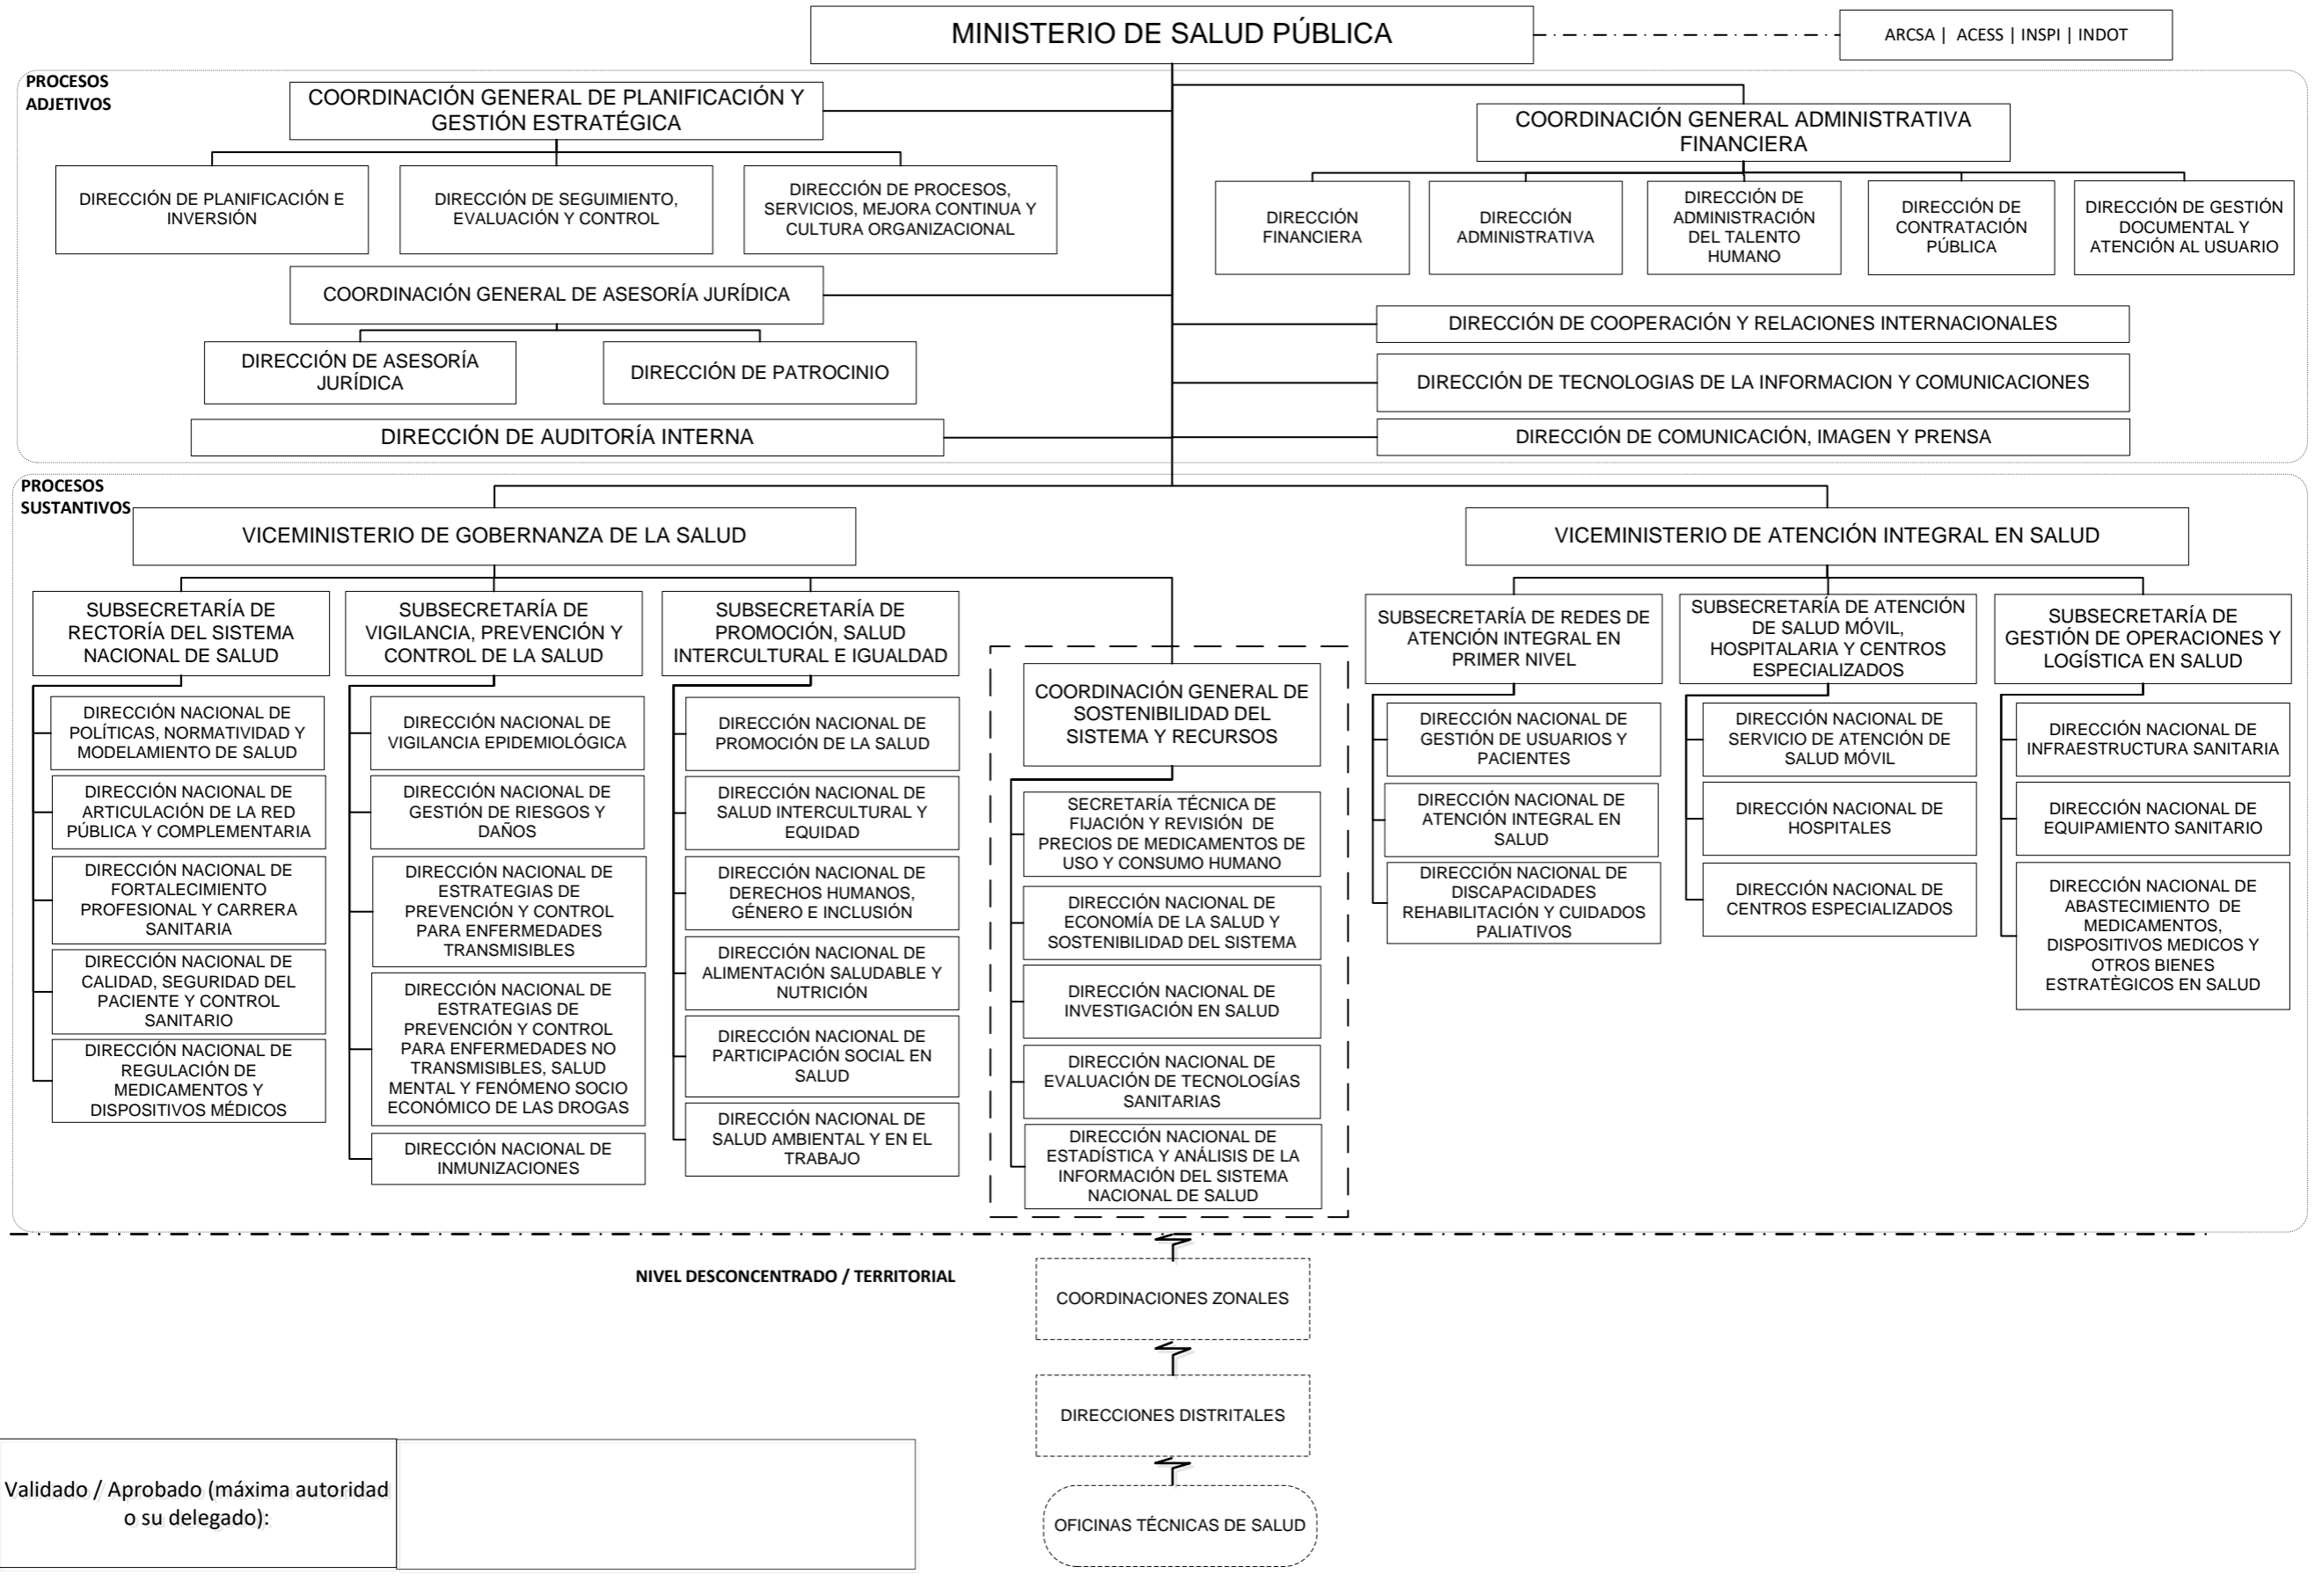 MINISTERIO DE SALUD PÚBLICA
ARCSA | ACESS | INSPI | INDOT
PROCESOS
ADJETIVOS
COORDINACIÓN GENERAL DE PLANIFICACIÓN Y
GESTIÓN ESTRATÉGICA
COORDINACIÓN GENERAL ADMINISTRATIVA
FINANCIERA
DIRECCIÓN DE PLANIFICACIÓN E
INVERSIÓN
DIRECCIÓN DE SEGUIMIENTO,
EVALUACIÓN Y CONTROL
DIRECCIÓN DE PROCESOS,
SERVICIOS, MEJORA CONTINUA Y
CULTURA ORGANIZACIONAL
DIRECCIÓN
FINANCIERA
DIRECCIÓN
ADMINISTRATIVA
DIRECCIÓN DE
ADMINISTRACIÓN
DEL TALENTO
HUMANO
DIRECCIÓN DE
CONTRATACIÓN
PÚBLICA
DIRECCIÓN DE GESTIÓN
DOCUMENTAL Y
ATENCIÓN AL USUARIO
COORDINACIÓN GENERAL DE ASESORÍA JURÍDICA
DIRECCIÓN DE COOPERACIÓN Y RELACIONES INTERNACIONALES
DIRECCIÓN DE ASESORÍA
JURÍDICA
DIRECCIÓN DE PATROCINIO
DIRECCIÓN DE TECNOLOGIAS DE LA INFORMACION Y COMUNICACIONES
DIRECCIÓN DE AUDITORÍA INTERNA
DIRECCIÓN DE COMUNICACIÓN, IMAGEN Y PRENSA
PROCESOS
SUSTANTIVOS
VICEMINISTERIO DE GOBERNANZA DE LA SALUD
VICEMINISTERIO DE ATENCIÓN INTEGRAL EN SALUD
SUBSECRETARÍA DE
RECTORÍA DEL SISTEMA
NACIONAL DE SALUD
DIRECCIÓN NACIONAL DE
POLÍTICAS, NORMATIVIDAD Y
MODELAMIENTO DE SALUD
DIRECCIÓN NACIONAL DE
ARTICULACIÓN DE LA RED
PÚBLICA Y COMPLEMENTARIA
DIRECCIÓN NACIONAL DE
FORTALECIMIENTO
PROFESIONAL Y CARRERA
SANITARIA
DIRECCIÓN NACIONAL DE
CALIDAD, SEGURIDAD DEL
PACIENTE Y CONTROL
SANITARIO
DIRECCIÓN NACIONAL DE
REGULACIÓN DE
MEDICAMENTOS Y
DISPOSITIVOS MÉDICOS
SUBSECRETARÍA DE
VIGILANCIA, PREVENCIÓN Y
CONTROL DE LA SALUD
DIRECCIÓN NACIONAL DE
VIGILANCIA EPIDEMIOLÓGICA
DIRECCIÓN NACIONAL DE
GESTIÓN DE RIESGOS Y
DAÑOS
DIRECCIÓN NACIONAL DE
ESTRATEGIAS DE
PREVENCIÓN Y CONTROL
PARA ENFERMEDADES
TRANSMISIBLES
DIRECCIÓN NACIONAL DE
ESTRATEGIAS DE
PREVENCIÓN Y CONTROL
PARA ENFERMEDADES NO
TRANSMISIBLES, SALUD
MENTAL Y FENÓMENO SOCIO
ECONÓMICO DE LAS DROGAS
DIRECCIÓN NACIONAL DE
INMUNIZACIONES
SUBSECRETARÍA DE
PROMOCIÓN, SALUD
INTERCULTURAL E IGUALDAD
DIRECCIÓN NACIONAL DE
PROMOCIÓN DE LA SALUD
DIRECCIÓN NACIONAL DE
SALUD INTERCULTURAL Y
EQUIDAD
DIRECCIÓN NACIONAL DE
DERECHOS HUMANOS,
GÉNERO E INCLUSIÓN
DIRECCIÓN NACIONAL DE
ALIMENTACIÓN SALUDABLE Y
NUTRICIÓN
DIRECCIÓN NACIONAL DE
PARTICIPACIÓN SOCIAL EN
SALUD
DIRECCIÓN NACIONAL DE
SALUD AMBIENTAL Y EN EL
TRABAJO
COORDINACIÓN GENERAL DE
SOSTENIBILIDAD DEL
SISTEMA Y RECURSOS
SECRETARÍA TÉCNICA DE
FIJACIÓN Y REVISIÓN DE
PRECIOS DE MEDICAMENTOS DE
USO Y CONSUMO HUMANO
DIRECCIÓN NACIONAL DE
ECONOMÍA DE LA SALUD Y
SOSTENIBILIDAD DEL SISTEMA
DIRECCIÓN NACIONAL DE
INVESTIGACIÓN EN SALUD
DIRECCIÓN NACIONAL DE
EVALUACIÓN DE TECNOLOGÍAS
SANITARIAS
DIRECCIÓN NACIONAL DE
ESTADÍSTICA Y ANÁLISIS DE LA
INFORMACIÓN DEL SISTEMA
NACIONAL DE SALUD
SUBSECRETARÍA DE REDES DE
ATENCIÓN INTEGRAL EN
PRIMER NIVEL
DIRECCIÓN NACIONAL DE
GESTIÓN DE USUARIOS Y
PACIENTES
DIRECCIÓN NACIONAL DE
ATENCIÓN INTEGRAL EN
SALUD
DIRECCIÓN NACIONAL DE
DISCAPACIDADES
REHABILITACIÓN Y CUIDADOS
PALIATIVOS
SUBSECRETARÍA DE ATENCIÓN
DE SALUD MÓVIL,
HOSPITALARIA Y CENTROS
ESPECIALIZADOS
DIRECCIÓN NACIONAL DE
SERVICIO DE ATENCIÓN DE
SALUD MÓVIL
DIRECCIÓN NACIONAL DE
HOSPITALES
DIRECCIÓN NACIONAL DE
CENTROS ESPECIALIZADOS
SUBSECRETARÍA DE
GESTIÓN DE OPERACIONES Y
LOGÍSTICA EN SALUD
DIRECCIÓN NACIONAL DE
INFRAESTRUCTURA SANITARIA
DIRECCIÓN NACIONAL DE
EQUIPAMIENTO SANITARIO
DIRECCIÓN NACIONAL DE
ABASTECIMIENTO DE
MEDICAMENTOS,
DISPOSITIVOS MEDICOS Y
OTROS BIENES
ESTRATÈGICOS EN SALUD
NIVEL DESCONCENTRADO / TERRITORIAL
COORDINACIONES ZONALES
DIRECCIONES DISTRITALES
OFICINAS TÉCNICAS DE SALUD
Validado / Aprobado (máxima autoridad
o su delegado):